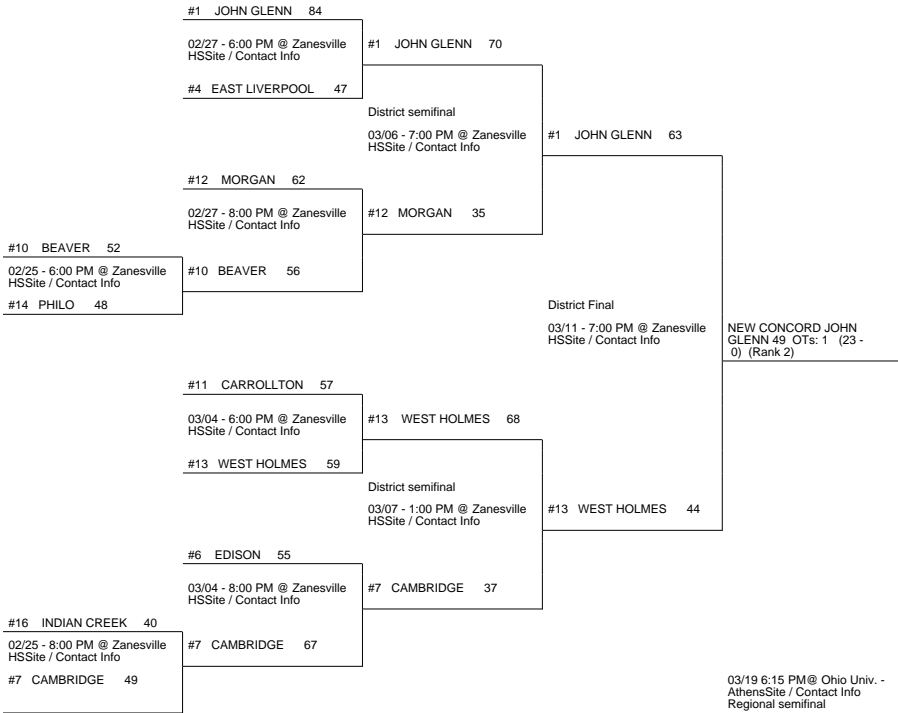 #1 JOHN GLENN 84
02/27 - 6:00 PM @ Zanesville
HSSite / Contact Info
#1 JOHN GLENN 70
#4 EAST LIVERPOOL 47
District semifinal
03/06 - 7:00 PM @ Zanesville
HSSite / Contact Info
#1 JOHN GLENN 63
#12 MORGAN 62
02/27 - 8:00 PM @ Zanesville
HSSite / Contact Info
#12 MORGAN 35
#10 BEAVER 52
02/25 - 6:00 PM @ Zanesville
HSSite / Contact Info
#10 BEAVER 56
#14 PHILO 48
District Final
03/11 - 7:00 PM @ Zanesville
HSSite / Contact Info
NEW CONCORD JOHN
GLENN 49 OTs: 1 (23 -
0) (Rank 2)
#11 CARROLLTON 57
03/04 - 6:00 PM @ Zanesville
HSSite / Contact Info
#13 WEST HOLMES 68
#13 WEST HOLMES 59
District semifinal
03/07 - 1:00 PM @ Zanesville
HSSite / Contact Info
#13 WEST HOLMES 44
#6 EDISON 55
03/04 - 8:00 PM @ Zanesville
HSSite / Contact Info
#7 CAMBRIDGE 37
#16 INDIAN CREEK 40
02/25 - 8:00 PM @ Zanesville
HSSite / Contact Info
#7 CAMBRIDGE 67
#7 CAMBRIDGE 49
03/19 6:15 PM@ Ohio Univ. -
AthensSite / Contact Info
Regional semifinal